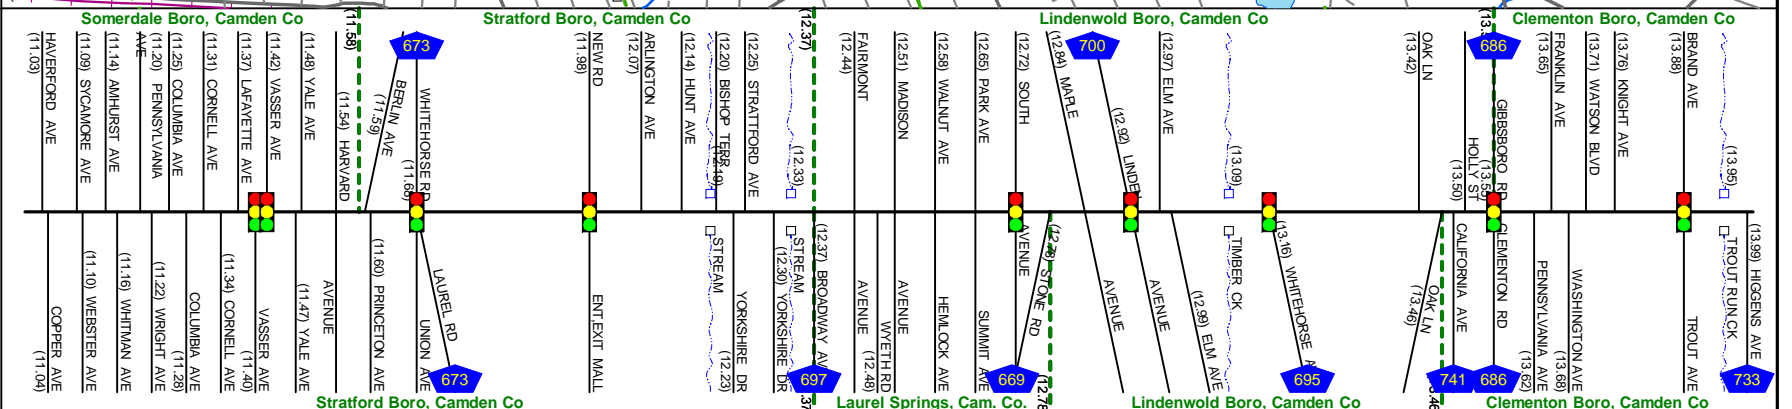 Somerdale Boro, Camden Co
Stratford Boro, Camden Co
Lindenwold Boro, Camden Co
Clementon Boro, Camden Co
HAVERFORD AVE
(11.03)
(11.09) SYCAMORE AVE
(11.14) AMHURST AVE
AVE
(11.20) PENNSYLVANIA
(11.25) COLUMBIA AVE
(11.31) CORNELL AVE
(11.37) LAFAYETTE AVE
(11.42) VASSER AVE
(11.48) YALE AVE
(11.54) HARVARD
(11.58)
(11.59) BERLIN AVE
673
WHITEHORSE RD
(11.68)
NEW RD
(11.98)
ARLINGTON AVE
(12.07)
(12.14) HUNT AVE
(12.20) BISHOP TERR
(12.19)
(12.25) STRATTFORD AVE
(12.33)
(12.37)
FAIRMONT
(12.44)
(12.51) MADISON
(12.58) WALNUT AVE
(12.65) PARK AVE
(12.72) SOUTH
(12.84) MAPLE
700
(12.92) LINDEN
(12.97) ELM AVE
(13.09)
OAK LN
(13.42)
HOLLY ST
(13.50)
686
GIBBSBORO RD
FRANKLIN AVE
(13.65)
(13.71) WATSON BLVD
(13.76) KNIGHT AVE
BRAND AVE
(13.88)
(13.95)
COPPER AVE
(11.04)
(11.10) WEBSTER AVE
(11.16) WHITMAN AVE
(11.22) WRIGHT AVE
COLUMBIA AVE
(11.28)
(11.34) CORNELL AVE
VASSER
(11.40)
(11.47) YALE AVE
AVENUE
(11.60) PRINCETON AVE
UNION AVE
LAUREL RD
673
ENT,EXIT MALL
STREAM
YORKSHIRE DR
(12.23)
(12.30) YORKSHIRE DR
STREAM
(12.37) BROADWAY AV
697
AVENUE
WYETH RD
(12.48)
AVENUE
HEMLOCK AVE
SUMMIT AVE
AVENUE
669
(12.78) STONE RD
(12.78
AVENUE
AVENUE
(12.99) ELM AVE
TIMBER CK
(13.16) WHITEHORSE A
695
OAK LN
(13.46)
CALIFORNIA AVE
741
CLEMENTON RD
686
PENNSYLVANIA AVE
(13.62)
WASHINGTON AVE
(13.68)
TROUT AVE
TROUT RUN CK
(13.99) HIGGENS AVE
733
Stratford Boro, Camden Co
Laurel Springs, Cam. Co.
Lindenwold Boro, Camden Co
Clementon Boro, Camden Co